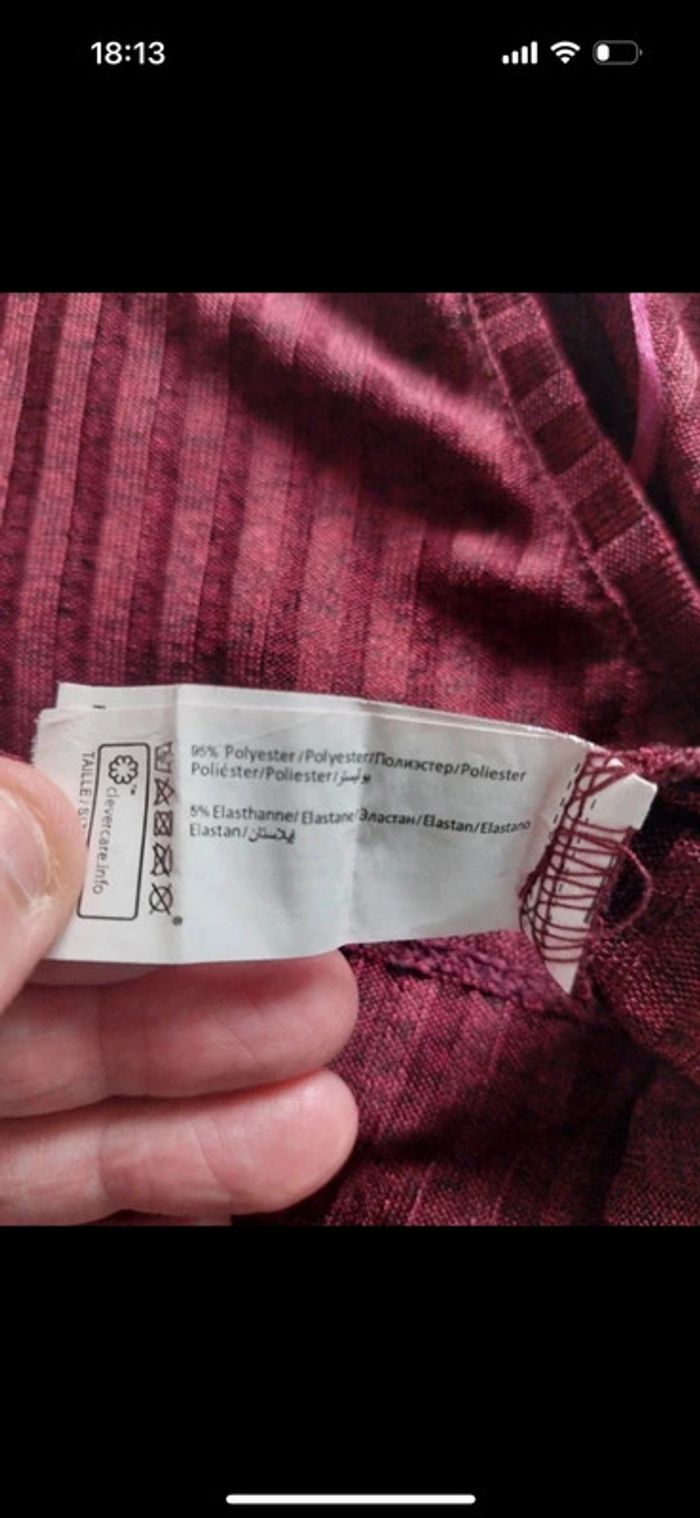 18:13
95% Polyester/Polyester/Полиэстер/Poliester
Poliéster/Poliester/بوليستر
5% Elasthanne/Elastane/Эластан/Elastan/Elastano
Elastan/إيلاستان
clevercare.info
TAILLE /